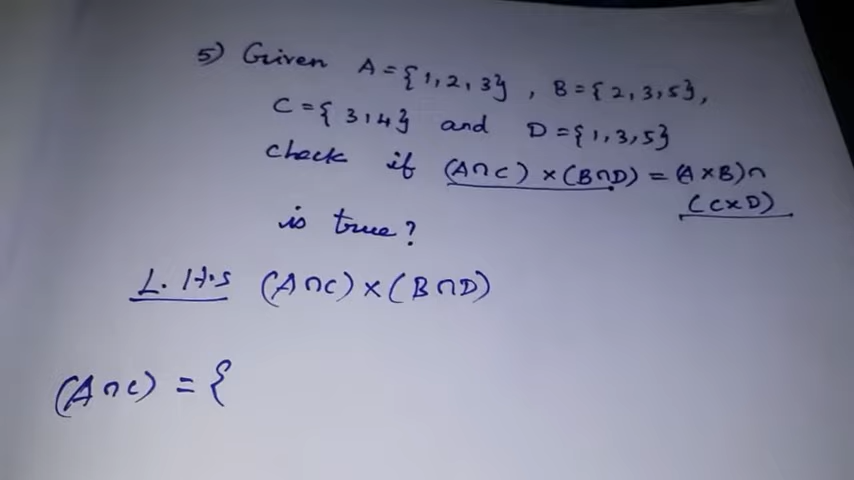 5) Given A={1,2,3}, B={2,3,5},
C={3,4} and D={1,3,5}
check if (A∩C)×(B∩D)=(A×B)∩
(C×D)
is true?
L.H.S (A∩C)×(B∩D)
(A∩C)={